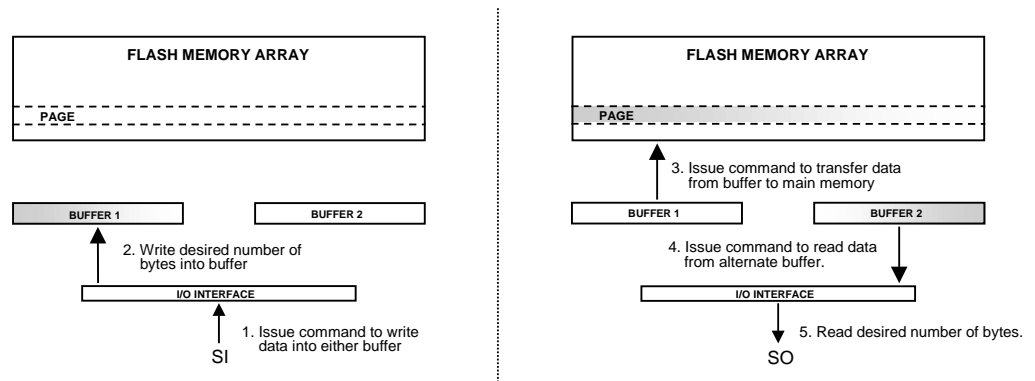 FLASH MEMORY ARRAY
PAGE
BUFFER 1
BUFFER 2
2. Write desired number of
bytes into buffer
I/O INTERFACE
1. Issue command to write
data into either buffer
SI
FLASH MEMORY ARRAY
PAGE
3. Issue command to transfer data
from buffer to main memory
BUFFER 1
BUFFER 2
4. Issue command to read data
from alternate buffer.
I/O INTERFACE
5. Read desired number of bytes.
SO